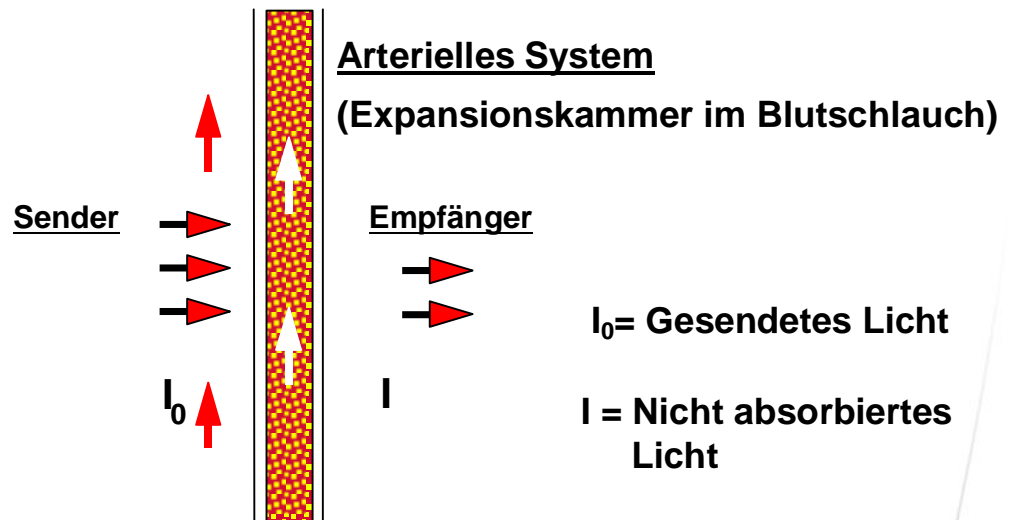 Arterielles System
(Expansionskammer im Blutschlauch)
Sender
Empfänger
I₀= Gesendetes Licht
I₀
I
I = Nicht absorbiertes
Licht